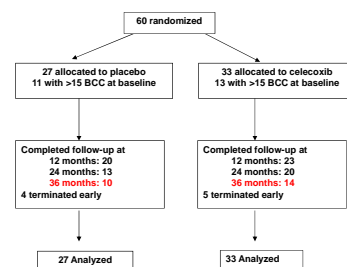 60 randomized
27 allocated to placebo
11 with >15 BCC at baseline
33 allocated to celecoxib
13 with >15 BCC at baseline
Completed follow-up at
12 months: 20
24 months: 13
36 months: 10
4 terminated early
Completed follow-up at
12 months: 23
24 months: 20
36 months: 14
5 terminated early
27 Analyzed
33 Analyzed